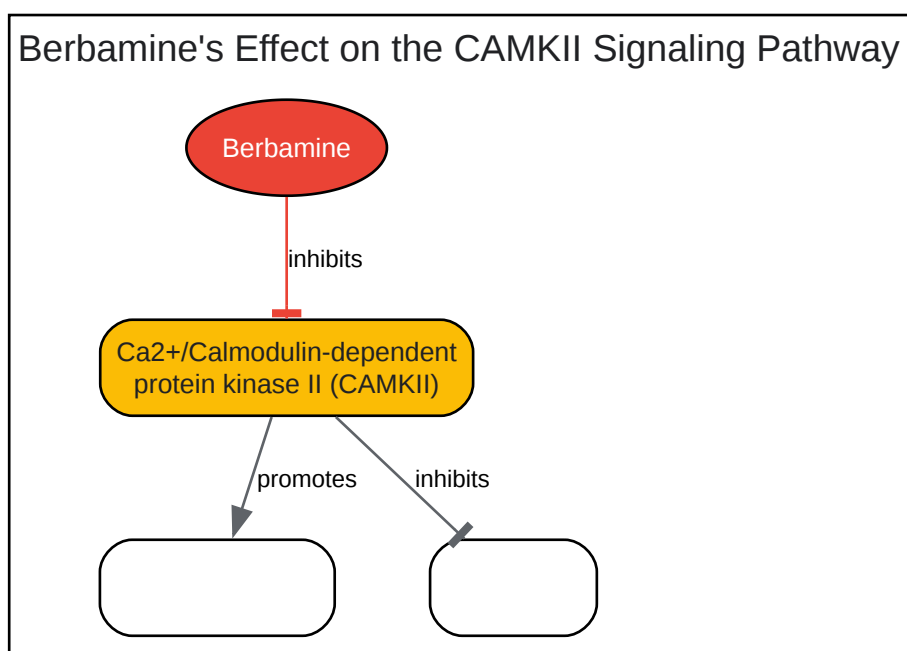 Berbamine's Effect on the CAMKII Signaling Pathway
Berbamine
inhibits
Ca2+/Calmodulin-dependent
protein kinase II (CAMKII)
promotes
inhibits